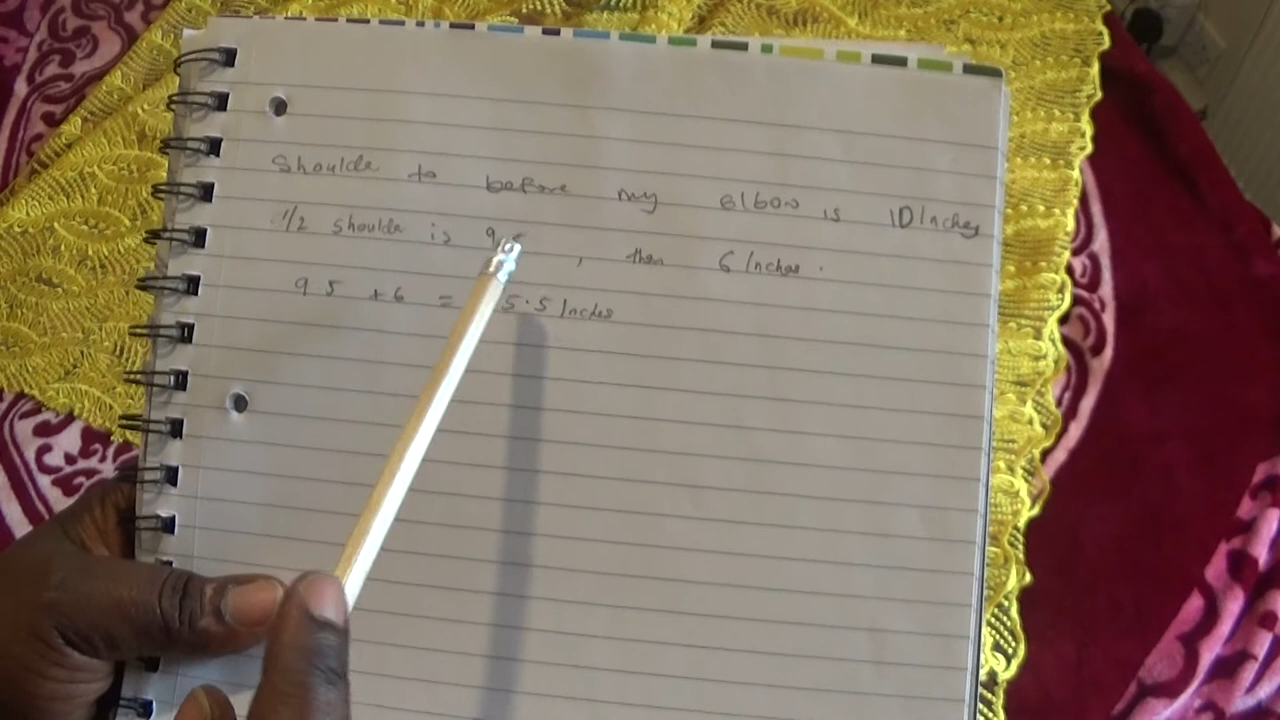 Shoulde to before my elbow is 10 Inches
1/2 shoulde is 9 , then 6 Inches.
9 5 + 6 = 5.5 Inches